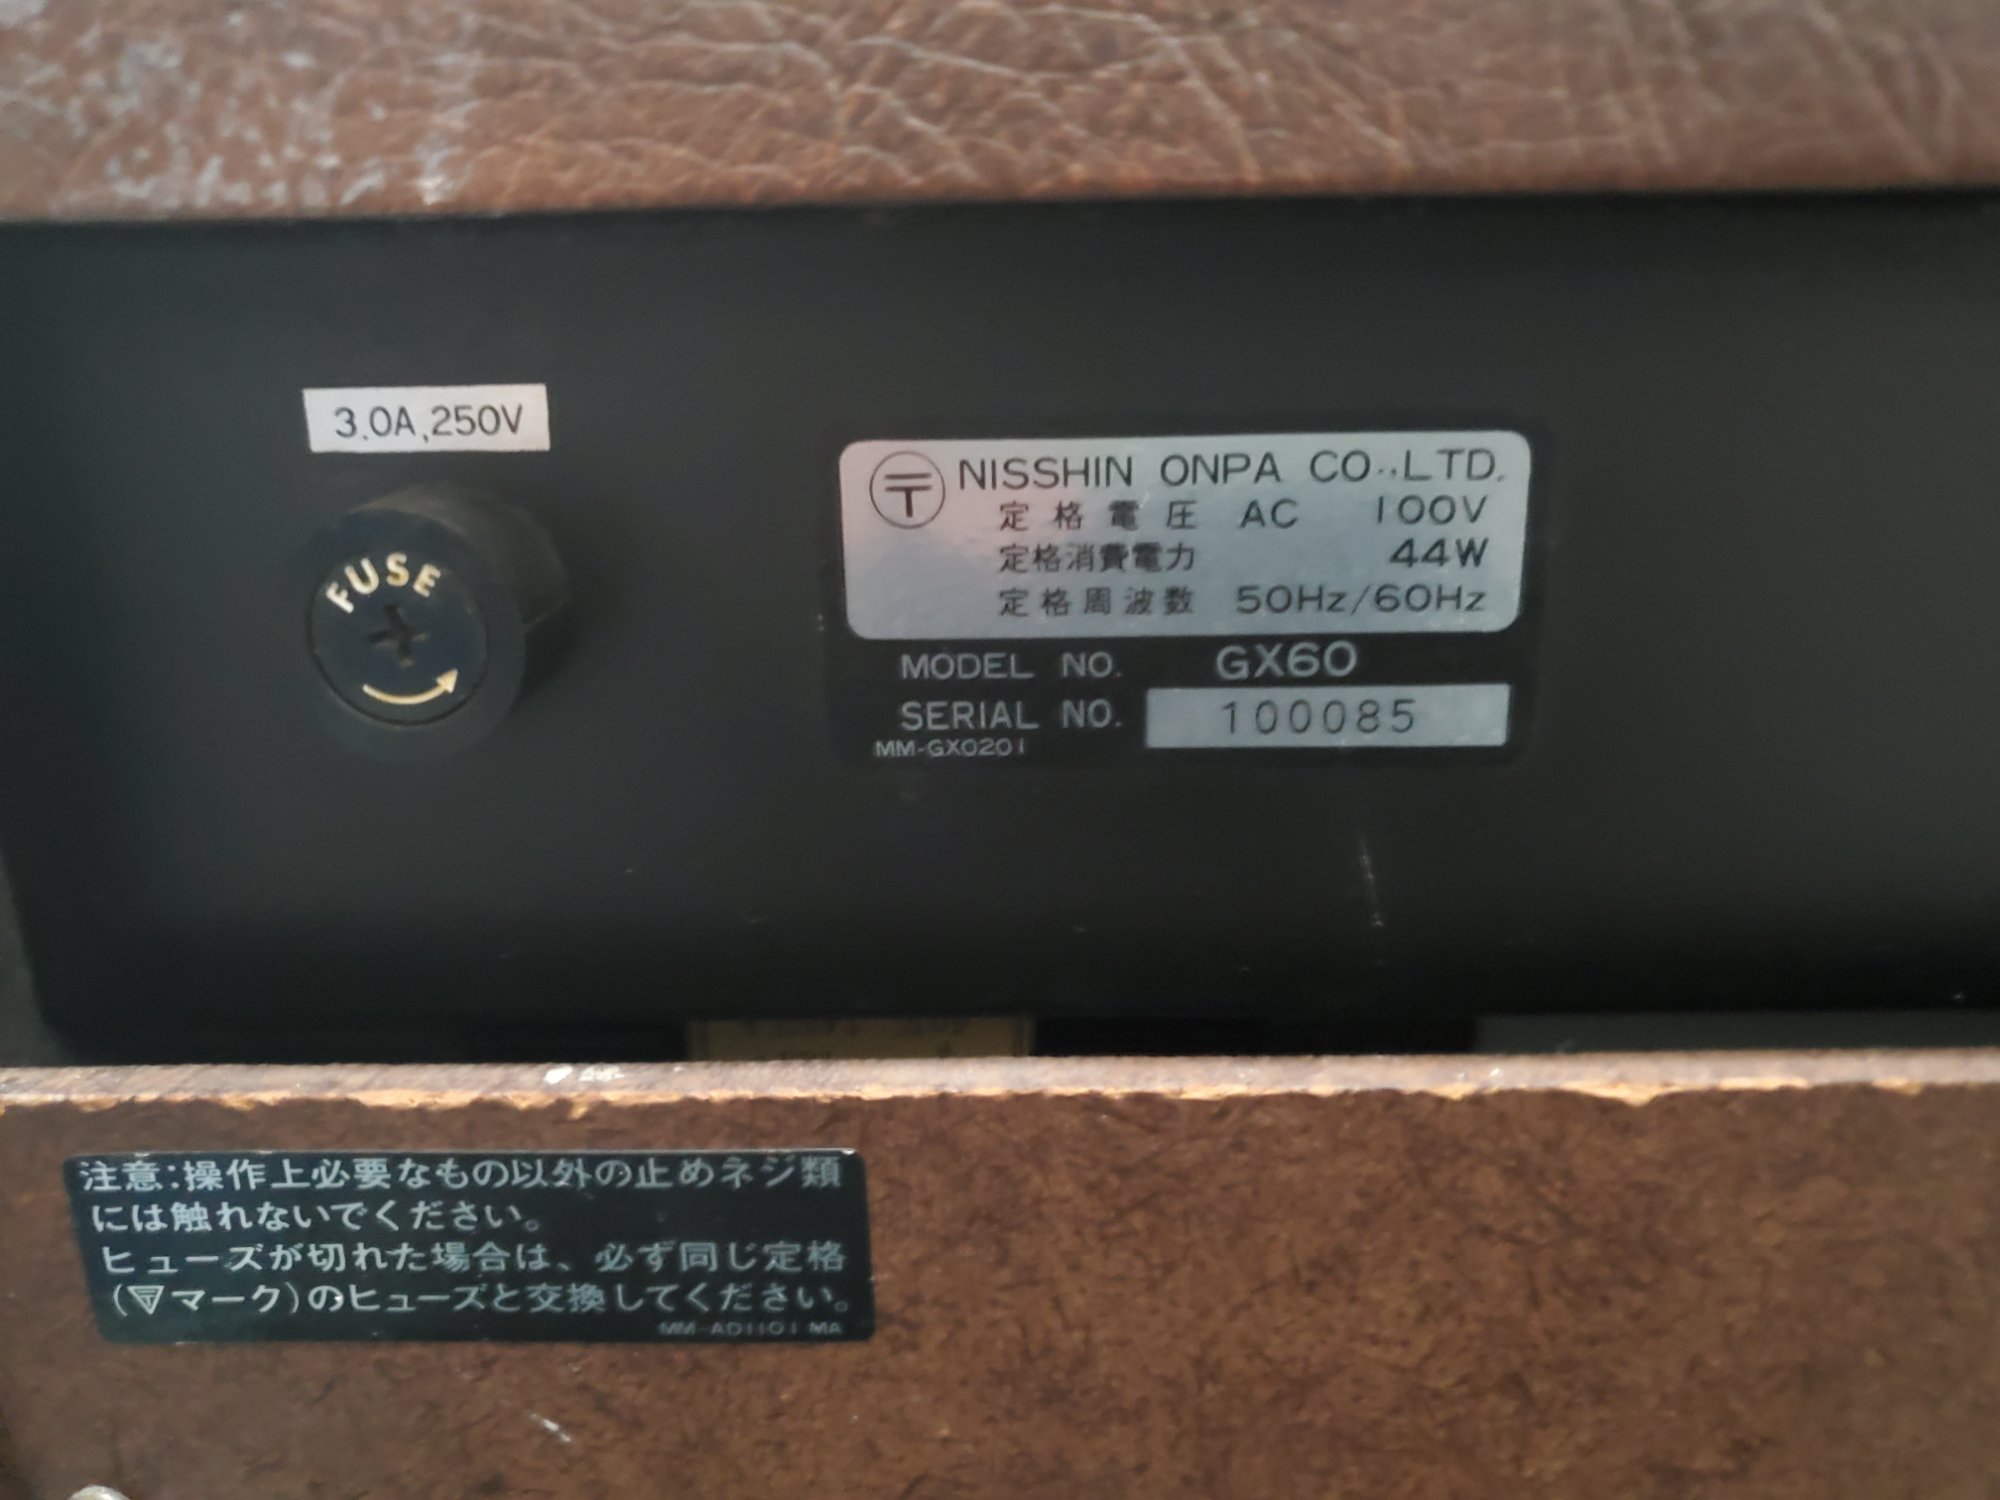 3.0A,250V
FUSE
NISSHIN ONPA CO.,LTD.
定格電圧 AC 100V
定格消費電力 44W
定格周波数 50Hz/60Hz
MODEL NO. GX60
SERIAL NO. 100085
MM-GX0201
注意:操作上必要なもの以外の止めネジ類
には触れないでください。
ヒューズが切れた場合は、必ず同じ定格
(マーク)のヒューズと交換してください。
MM-AD1101 MA